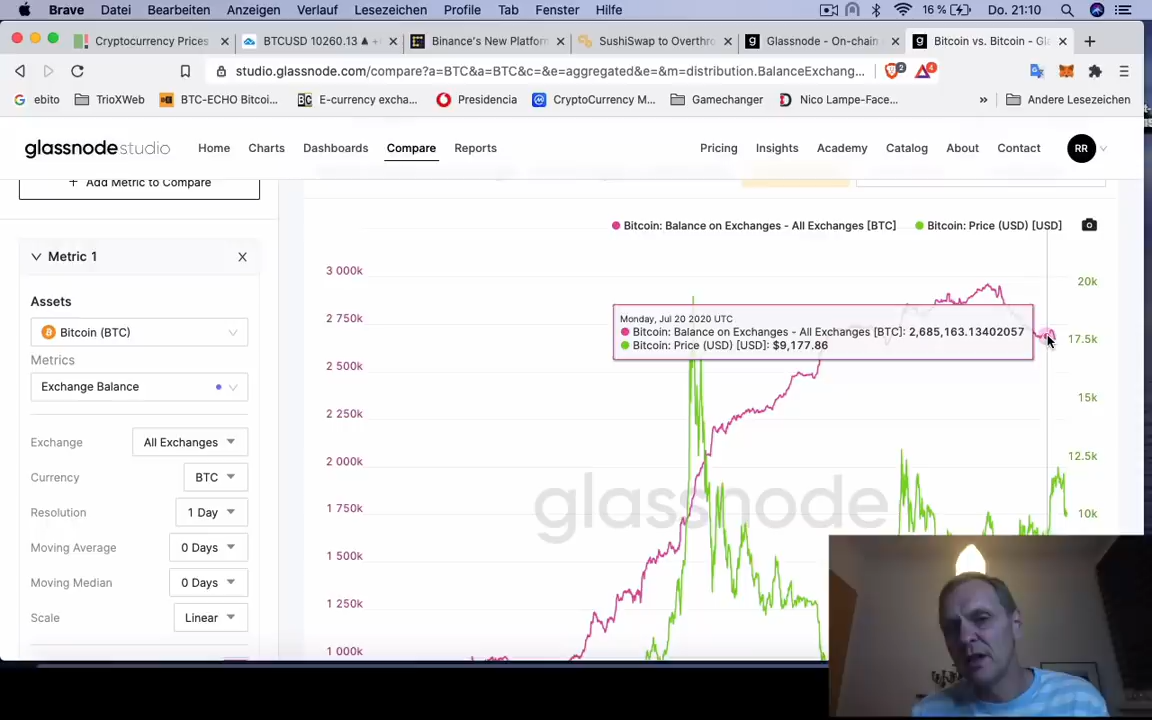 Brave Datei Bearbeiten Anzeigen Verlauf Lesezeichen Profile Tab Fenster Hilfe 16 % Do. 21:10
Cryptocurrency Prices BTCUSD 10260.13 ▲ Binance's New Platform SushiSwap to Overthro Glassnode - On-chain Bitcoin vs. Bitcoin - Gla
studio.glassnode.com/compare?a=BTC&a=BTC&c=&e=aggregated&e=&m=distribution.BalanceExchang... 2 4
ebito TrioXWeb BTC-ECHO Bitcoi... E-currency excha... Presidencia CryptoCurrency M... Gamechanger Nico Lampe-Face... » Andere Lesezeichen
glassnode studio Home Charts Dashboards Compare Reports Pricing Insights Academy Catalog About Contact RR
+ Add Metric to Compare
Bitcoin: Balance on Exchanges - All Exchanges [BTC] Bitcoin: Price (USD) [USD]
Metric 1
Assets
Bitcoin (BTC)
Metrics
Exchange Balance
Exchange All Exchanges
Currency BTC
Resolution 1 Day
Moving Average 0 Days
Moving Median 0 Days
Scale Linear
3 000k
2 750k
2 500k
2 250k
2 000k
1 750k
1 500k
1 250k
1 000k
Monday, Jul 20 2020 UTC
Bitcoin: Balance on Exchanges - All Exchanges [BTC]: 2,685,163.13402057
Bitcoin: Price (USD) [USD]: $9,177.86
glassnode
20k
17.5k
15k
12.5k
10k